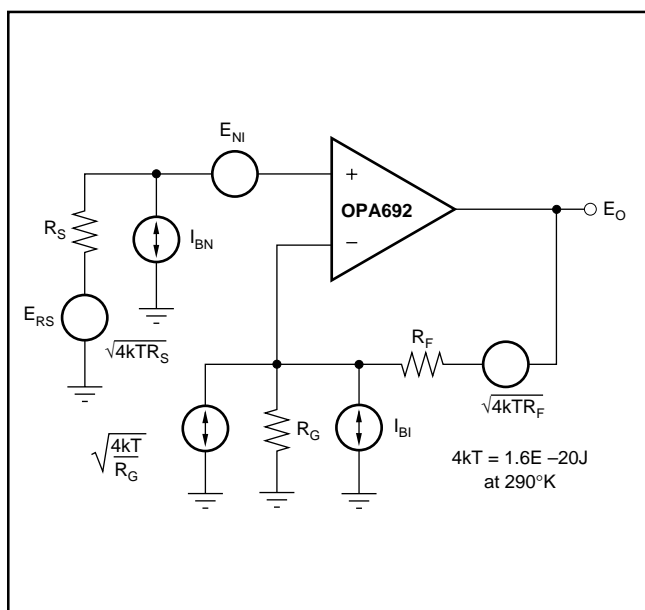 E_NI
+
OPA692
E_O
R_S
I_BN
−
E_RS
√4kTR_S
R_F
√4kTR_F
√4kT/R_G
R_G
I_BI
4kT = 1.6E –20J
at 290°K